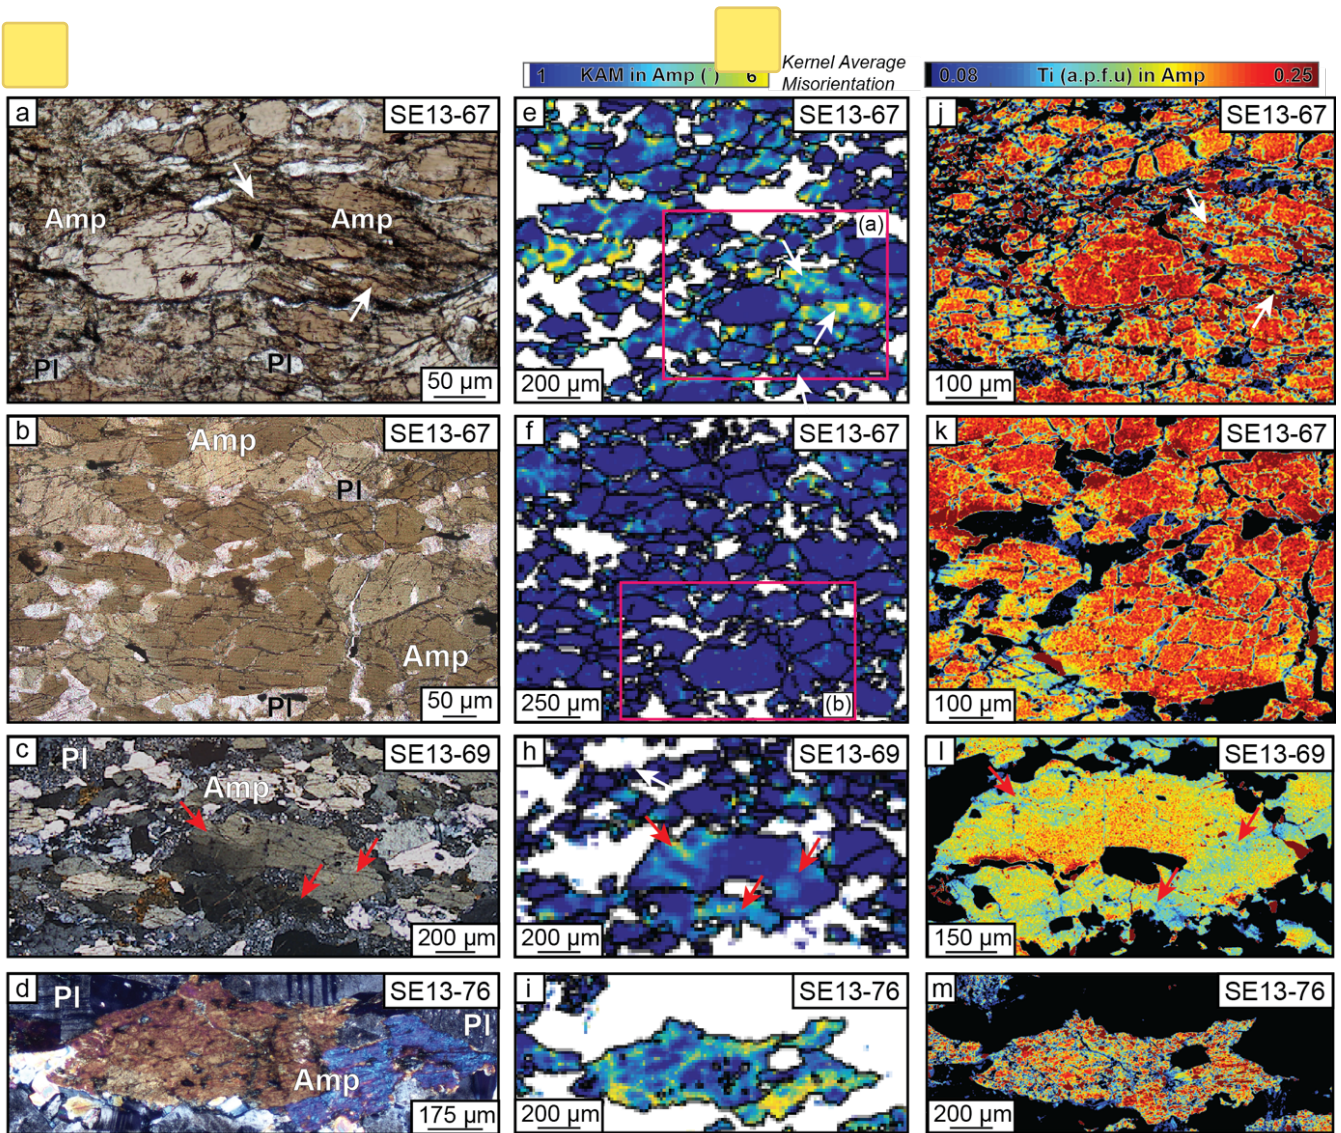 1 KAM in Amp (°) 6
Kernel Average
Misorientation
0.08 Ti (a.p.f.u) in Amp 0.25
a SE13-67
Amp Amp
Pl Pl
50 µm
e SE13-67
(a)
200 µm
j SE13-67
100 µm
b SE13-67
Amp
Pl
Amp
Pl
50 µm
f SE13-67
250 µm
(b)
k SE13-67
100 µm
c SE13-69
Pl
Amp
200 µm
h SE13-69
200 µm
l SE13-69
150 µm
d SE13-76
Pl Pl
Amp
175 µm
i SE13-76
200 µm
m SE13-76
200 µm